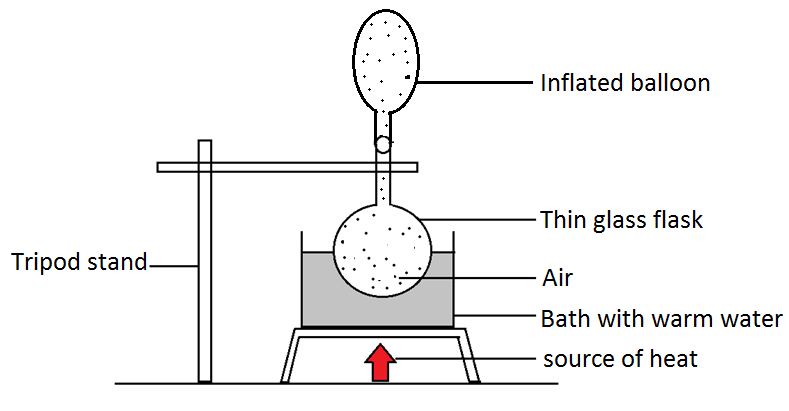 Inflated balloon
Thin glass flask
Tripod stand
Air
Bath with warm water
source of heat